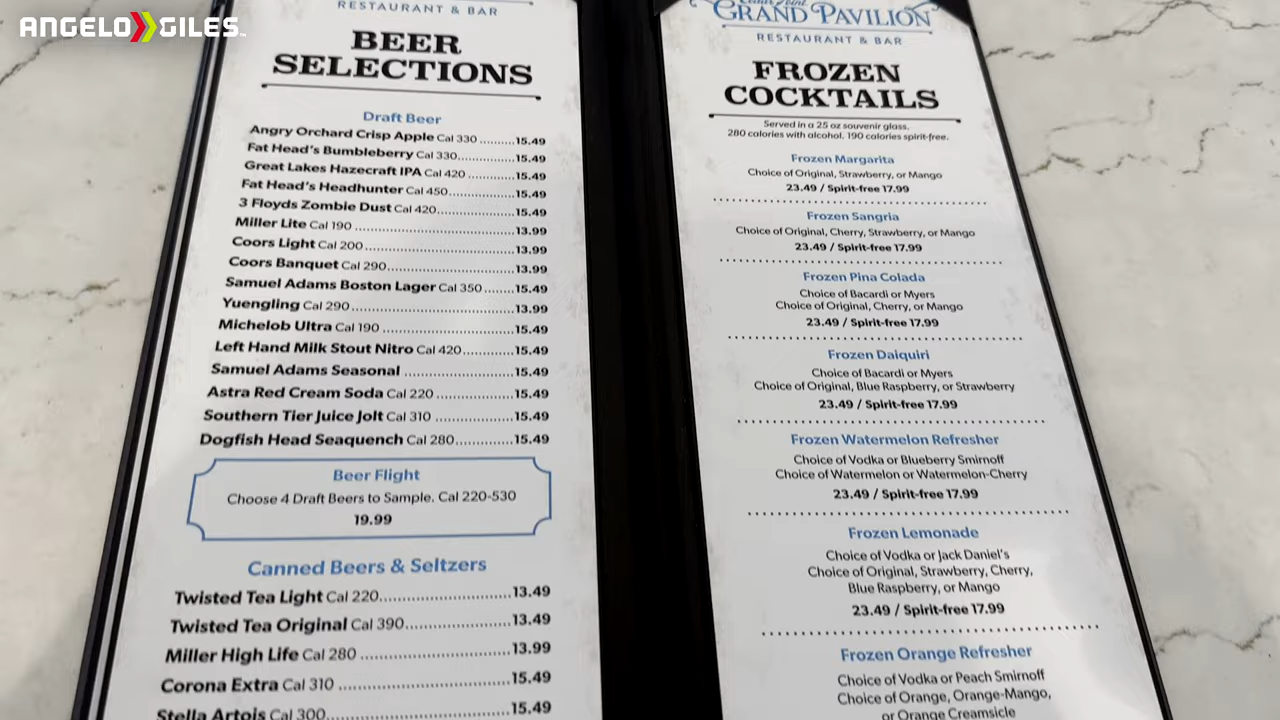 ANGELO GILES
RESTAURANT & BAR
BEER
SELECTIONS
Draft Beer
Angry Orchard Crisp Apple Cal 330 ..........15.49
Fat Head's Bumbleberry Cal 330................15.49
Great Lakes Hazecraft IPA Cal 420 ............15.49
Fat Head's Headhunter Cal 450................15.49
3 Floyds Zombie Dust Cal 420...................15.49
Miller Lite Cal 190 .....................................13.99
Coors Light Cal 200...................................13.99
Coors Banquet Cal 290..............................13.99
Samuel Adams Boston Lager Cal 350 .......15.49
Yuengling Cal 290 .....................................13.99
Michelob Ultra Cal 190 ..............................15.49
Left Hand Milk Stout Nitro Cal 420............15.49
Samuel Adams Seasonal .........................15.49
Astra Red Cream Soda Cal 220 ..................15.49
Southern Tier Juice Jolt Cal 310 ..................15.49
Dogfish Head Seaquench Cal 280.............15.49
Beer Flight
Choose 4 Draft Beers to Sample. Cal 220-530
19.99
Canned Beers & Seltzers
Twisted Tea Light Cal 220.........................13.49
Twisted Tea Original Cal 390....................13.49
Miller High Life Cal 280 ............................13.99
Corona Extra Cal 310 ...............................15.49
Stella Artois Cal 300.................................15.49
GRAND PAVILION
RESTAURANT & BAR
FROZEN
COCKTAILS
Served in a 25 oz souvenir glass.
280 calories with alcohol. 190 calories spirit-free.
Frozen Margarita
Choice of Original, Strawberry, or Mango
23.49 / Spirit-free 17.99
Frozen Sangria
Choice of Original, Cherry, Strawberry, or Mango
23.49 / Spirit-free 17.99
Frozen Pina Colada
Choice of Bacardi or Myers
Choice of Original, Cherry, or Mango
23.49 / Spirit-free 17.99
Frozen Daiquiri
Choice of Bacardi or Myers
Choice of Original, Blue Raspberry, or Strawberry
23.49 / Spirit-free 17.99
Frozen Watermelon Refresher
Choice of Vodka or Blueberry Smirnoff
Choice of Watermelon or Watermelon-Cherry
23.49 / Spirit-free 17.99
Frozen Lemonade
Choice of Vodka or Jack Daniel's
Choice of Original, Strawberry, Cherry,
Blue Raspberry, or Mango
23.49 / Spirit-free 17.99
Frozen Orange Refresher
Choice of Vodka or Peach Smirnoff
Choice of Orange, Orange-Mango,
or Orange Creamsicle